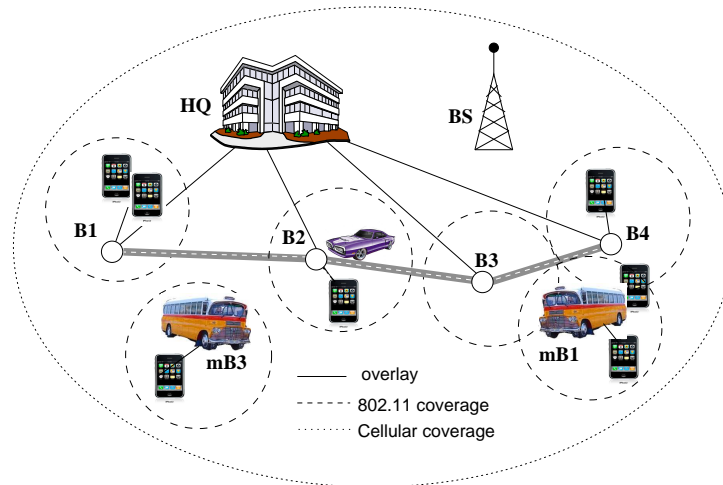 HQ
BS
B1
B2
B3
B4
mB3
mB1
overlay
802.11 coverage
Cellular coverage